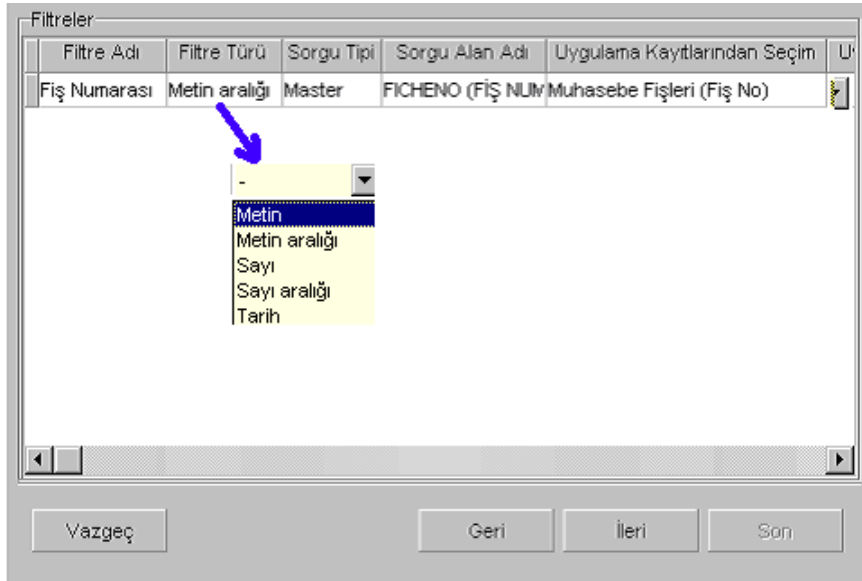 Filtreler
Filtre Adı Filtre Türü Sorgu Tipi Sorgu Alan Adı Uygulama Kayıtlarından Seçim
Fiş Numarası Metin aralığı Master FICHENO (FİŞ NUM Muhasebe Fişleri (Fiş No)
-
Metin
Metin aralığı
Sayı
Sayı aralığı
Tarih
Vazgeç Geri İleri Son